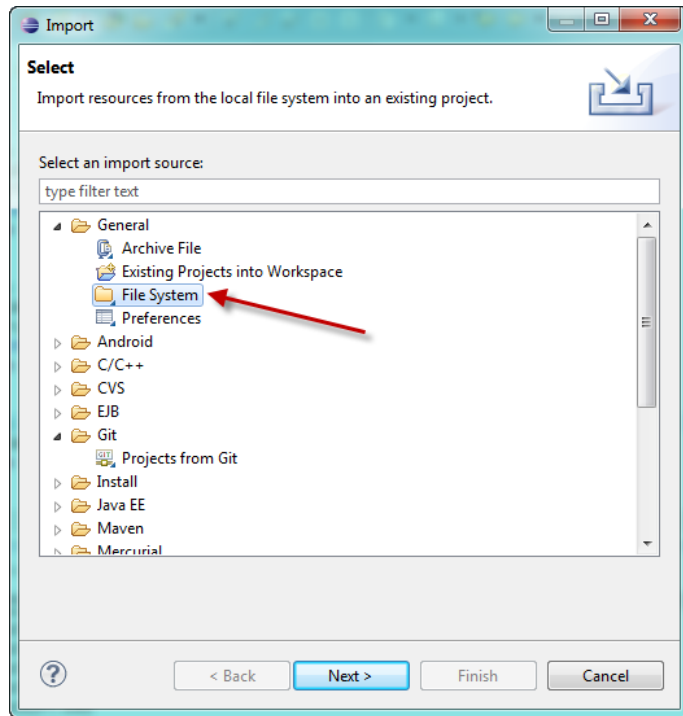 Import
Select
Import resources from the local file system into an existing project.
Select an import source:
type filter text
General
Archive File
Existing Projects into Workspace
File System
Preferences
Android
C/C++
CVS
EJB
Git
GIT
Projects from Git
Install
Java EE
Maven
Mercurial
?
< Back
Next >
Finish
Cancel